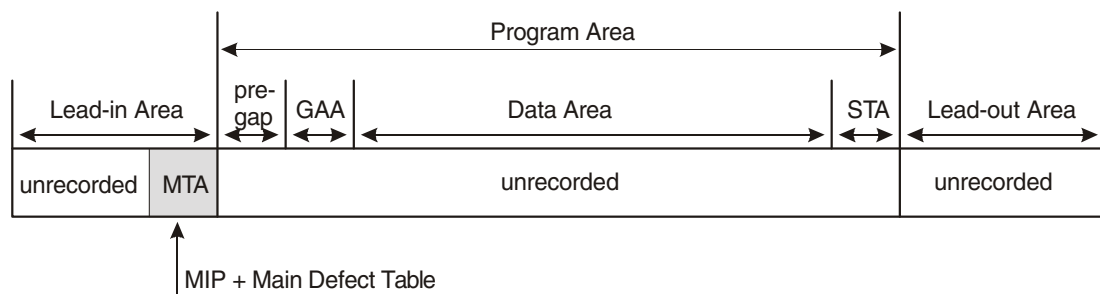 Program Area
Lead-in Area
pre-
gap
GAA
Data Area
STA
Lead-out Area
unrecorded
MTA
unrecorded
unrecorded
MIP + Main Defect Table